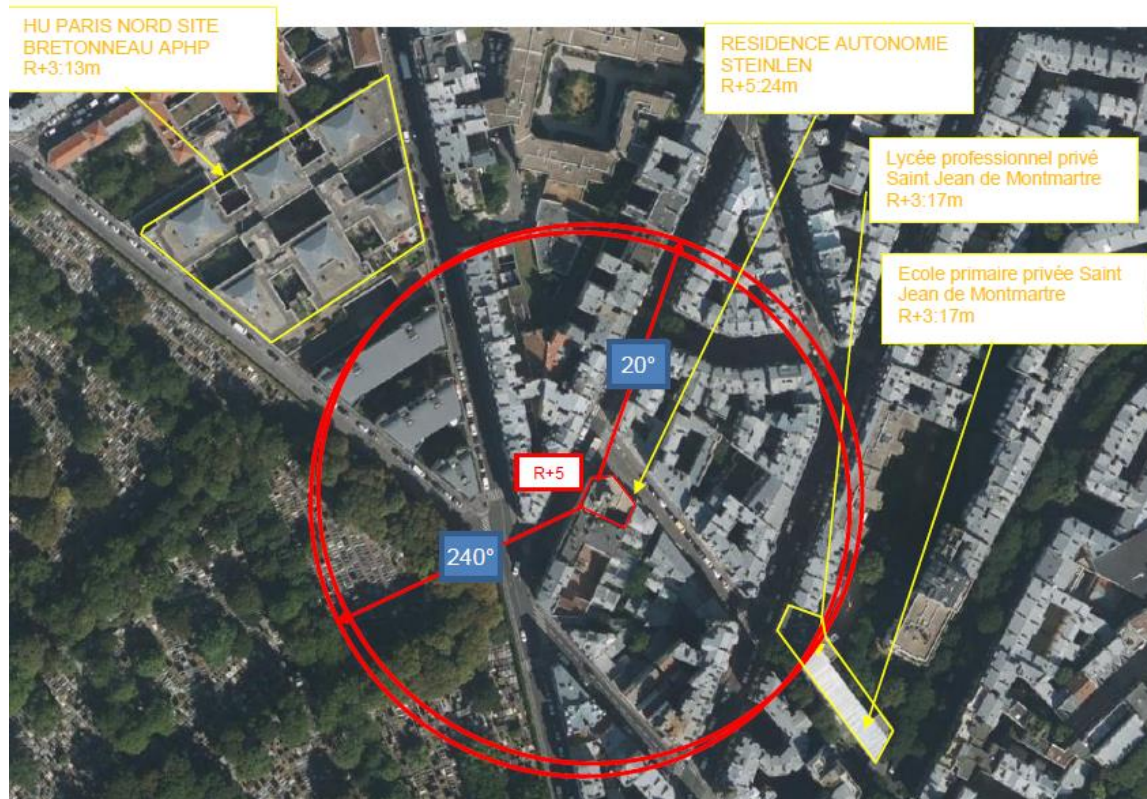 HU PARIS NORD SITE
BRETONNEAU APHP
R+3:13m
RESIDENCE AUTONOMIE
STEINLEN
R+5:24m
Lycée professionnel privé
Saint Jean de Montmartre
R+3:17m
Ecole primaire privée Saint
Jean de Montmartre
R+3:17m
20°
R+5
240°